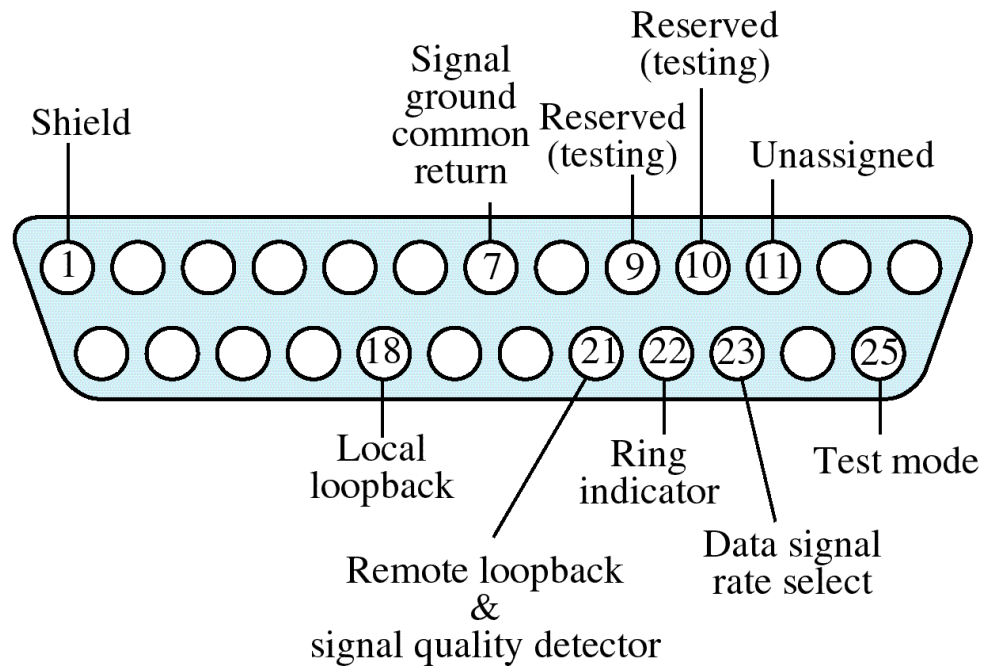 Reserved
(testing)
Signal
ground
common
return
Reserved
(testing)
Shield
Unassigned
1
7
9
10
11
18
21
22
23
25
Local
loopback
Ring
indicator
Test mode
Remote loopback
&
signal quality detector
Data signal
rate select